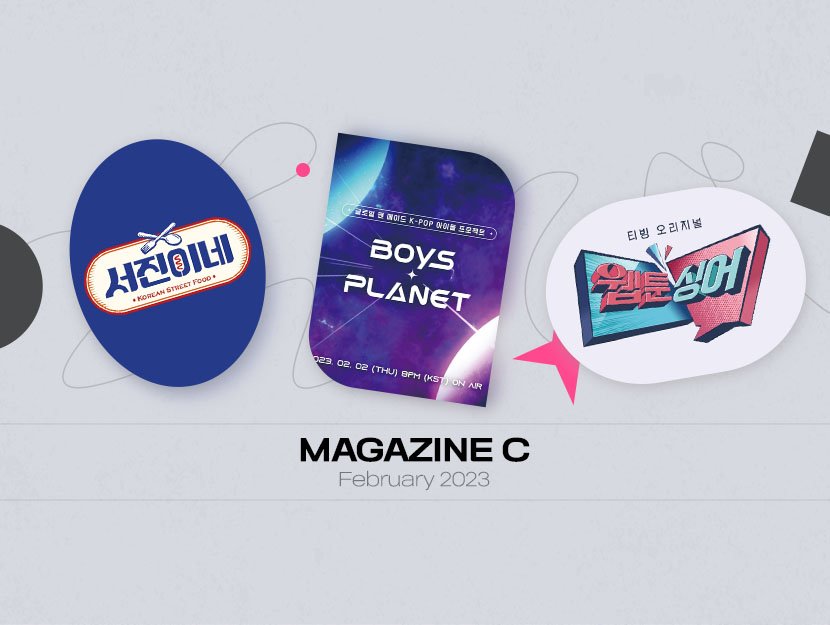 서진이네
• KOREAN STREET FOOD •
글로벌 팬 메이드 K-POP 아이돌 프로젝트
BOYS
PLANET
2023. 02. 02 (THU) 8PM (KST) ON AIR
티빙 오리지널
웹툰싱어
MAGAZINE C
February 2023